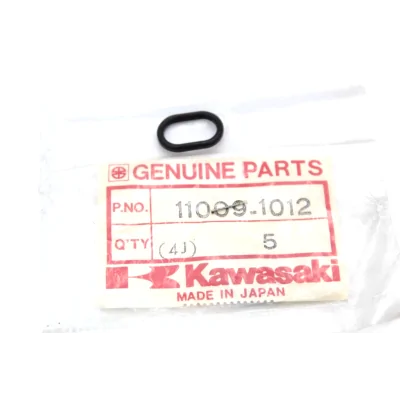 GENUINE PARTS
P.NO. 11009-1012
Q'TY (4J) 5
Kawasaki
MADE IN JAPAN